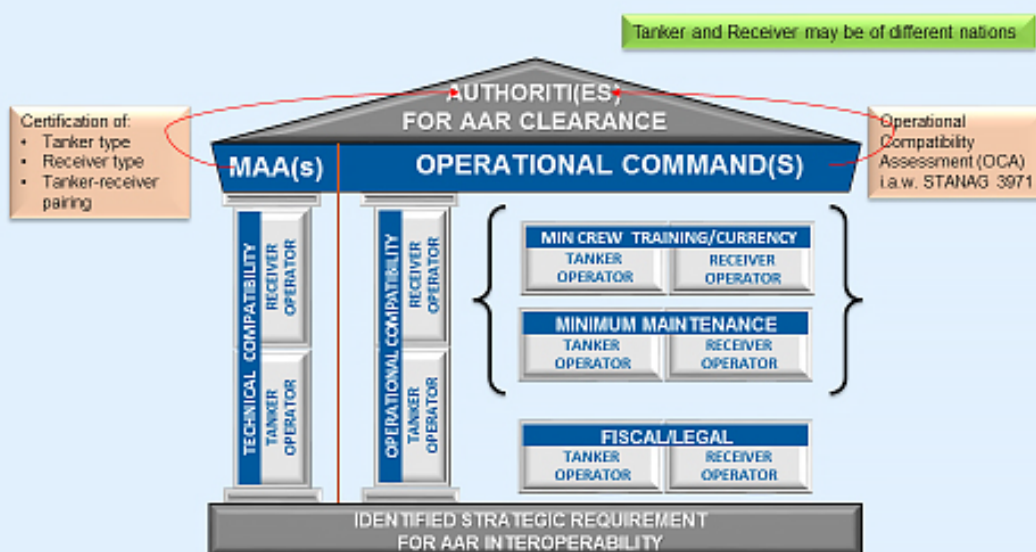 Tanker and Receiver may be of different nations
AUTHORITI(ES)
FOR AAR CLEARANCE
Certification of:
• Tanker type
• Receiver type
• Tanker-receiver
pairing
Operational
Compatibility
Assessment (OCA)
i.a.w. STANAG 3971
MAA(s)
OPERATIONAL COMMAND(S)
TECHNICAL COMPATIBILITY
RECEIVER
OPERATOR
TANKER
OPERATOR
OPERATIONAL COMPATIBILITY
RECEIVER
OPERATOR
TANKER
OPERATOR
MIN CREW TRAINING/CURRENCY
TANKER
OPERATOR
RECEIVER
OPERATOR
MINIMUM MAINTENANCE
TANKER
OPERATOR
RECEIVER
OPERATOR
FISCAL/LEGAL
TANKER
OPERATOR
RECEIVER
OPERATOR
IDENTIFIED STRATEGIC REQUIREMENT
FOR AAR INTEROPERABILITY